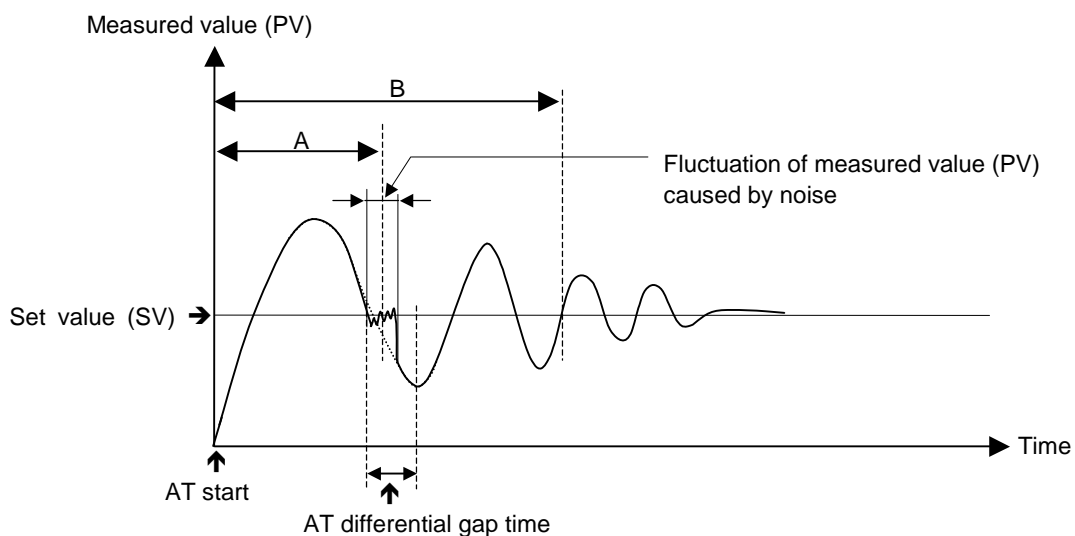 Measured value (PV)
B
A
Fluctuation of measured value (PV)
caused by noise
Set value (SV)
Time
AT start
AT differential gap time